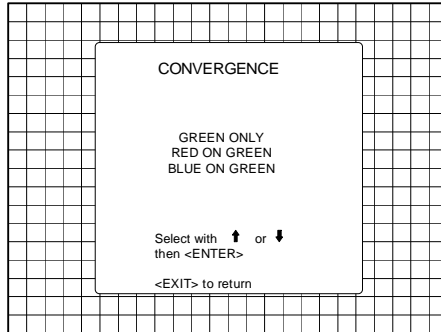 CONVERGENCE
GREEN ONLY
RED ON GREEN
BLUE ON GREEN
Select with ⬆ or ⬇
then <ENTER>
<EXIT> to return